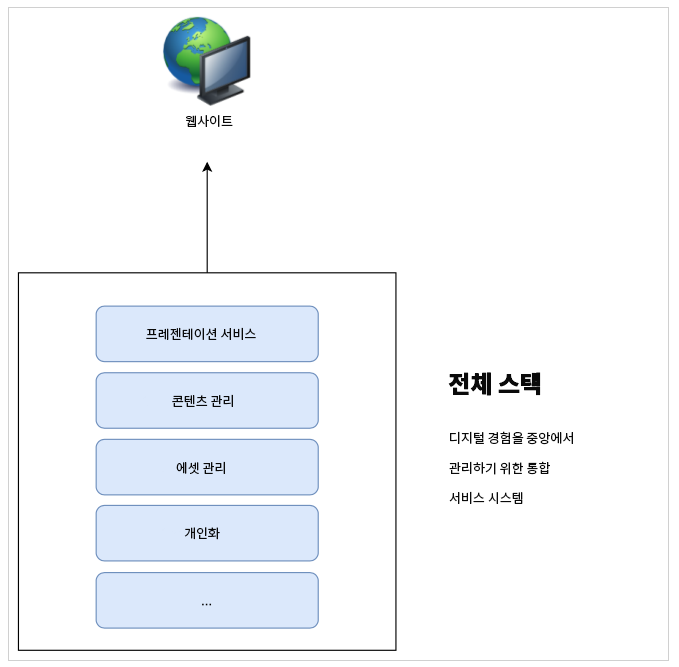 웹사이트
프레젠테이션 서비스
콘텐츠 관리
에셋 관리
개인화
...
전체 스택
디지털 경험을 중앙에서
관리하기 위한 통합
서비스 시스템